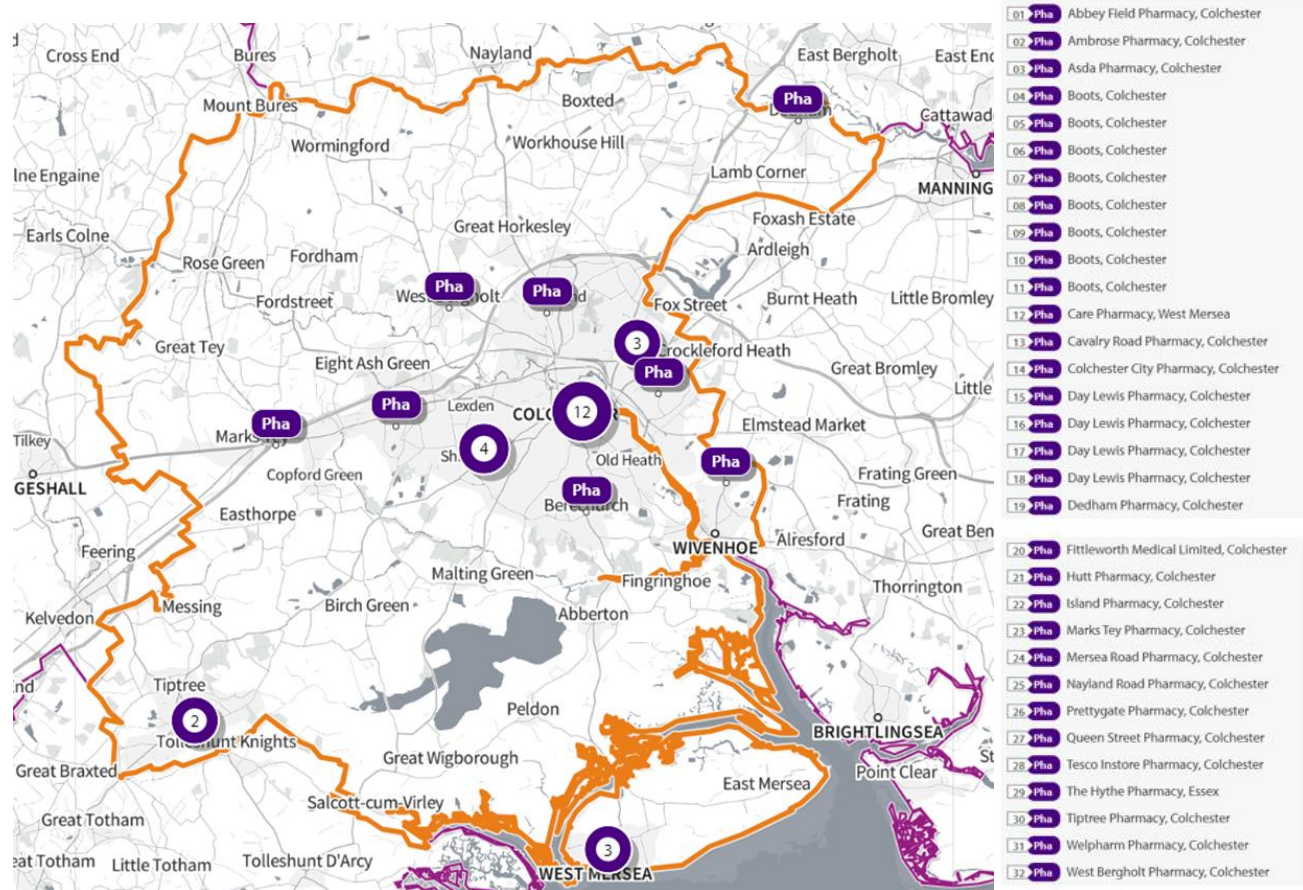 Cross End
Bures
Nayland
East Bergholt
East End
Mount Bures
Boxted
Pha
Wormingford
Workhouse Hill
Cattawade
lne Engaine
Lamb Corner
MANNING
Great Horkesley
Foxash Estate
Earls Colne
Ardleigh
Rose Green
Fordham
Pha
Pha
Fordstreet
Fox Street
Burnt Heath
Little Bromley
Great Tey
3
Crockleford Heath
Eight Ash Green
Pha
Great Bromley
Little
Pha
Lexden
12
Pha
Marks Tey
Elmstead Market
Tilkey
4
Old Heath
Pha
Copford Green
Frating Green
GESHALL
Pha
Easthorpe
Frating
Great Ben
Alresford
WIVENHOE
Feering
Malting Green
Fingringhoe
Thorrington
Messing
Birch Green
Abberton
Kelvedon
nd
Tiptree
2
Peldon
Tolleshunt Knights
BRIGHTLINGSEA
Great Wigborough
St
Great Braxted
East Mersea
Point Clear
Salcott-cum-Virley
Great Totham
3
eat Totham
Little Totham
Tolleshunt D'Arcy
WEST MERSEA
01 Pha Abbey Field Pharmacy, Colchester
02 Pha Ambrose Pharmacy, Colchester
03 Pha Asda Pharmacy, Colchester
04 Pha Boots, Colchester
05 Pha Boots, Colchester
06 Pha Boots, Colchester
07 Pha Boots, Colchester
08 Pha Boots, Colchester
09 Pha Boots, Colchester
10 Pha Boots, Colchester
11 Pha Boots, Colchester
12 Pha Care Pharmacy, West Mersea
13 Pha Cavalry Road Pharmacy, Colchester
14 Pha Colchester City Pharmacy, Colchester
15 Pha Day Lewis Pharmacy, Colchester
16 Pha Day Lewis Pharmacy, Colchester
17 Pha Day Lewis Pharmacy, Colchester
18 Pha Day Lewis Pharmacy, Colchester
19 Pha Dedham Pharmacy, Colchester
20 Pha Fittleworth Medical Limited, Colchester
21 Pha Hutt Pharmacy, Colchester
22 Pha Island Pharmacy, Colchester
23 Pha Marks Tey Pharmacy, Colchester
24 Pha Mersea Road Pharmacy, Colchester
25 Pha Nayland Road Pharmacy, Colchester
26 Pha Prettygate Pharmacy, Colchester
27 Pha Queen Street Pharmacy, Colchester
28 Pha Tesco Instore Pharmacy, Colchester
29 Pha The Hythe Pharmacy, Essex
30 Pha Tiptree Pharmacy, Colchester
31 Pha Welpharm Pharmacy, Colchester
32 Pha West Bergholt Pharmacy, Colchester